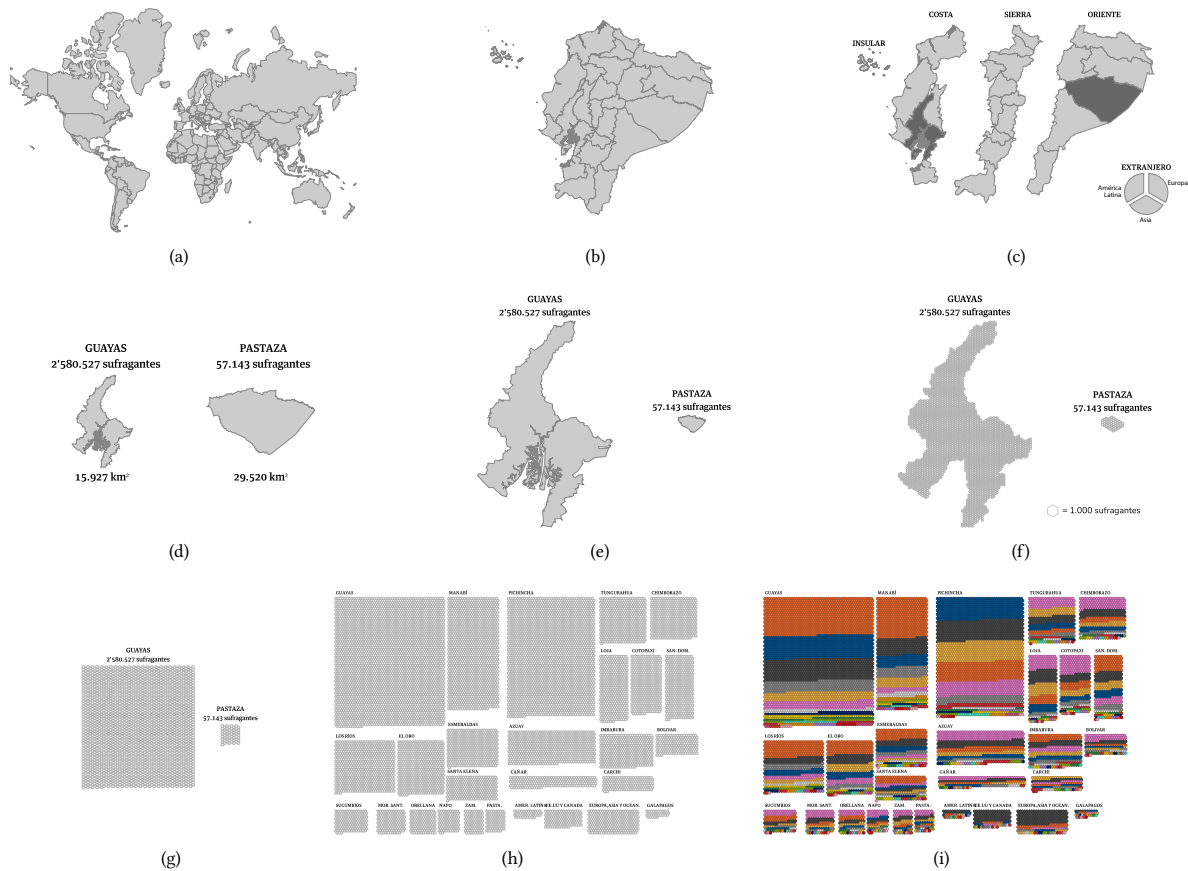 COSTA
SIERRA
ORIENTE
INSULAR
EXTRANJERO
América
Latina
Europa
Asia
(a)
(b)
(c)
GUAYAS
2'580.527 sufragantes
15.927 km²
PASTAZA
57.143 sufragantes
29.520 km²
GUAYAS
2'580.527 sufragantes
PASTAZA
57.143 sufragantes
GUAYAS
2'580.527 sufragantes
PASTAZA
57.143 sufragantes
= 1.000 sufragantes
(d)
(e)
(f)
GUAYAS
2'580.527 sufragantes
PASTAZA
57.143 sufragantes
GUAYAS
MANABÍ
PICHINCHA
TUNGURAHUA
CHIMBORAZO
LOJA
COTOPAXI
SAN. DOM.
ESMERALDAS
AZUAY
LOS RÍOS
EL ORO
IMBABURA
BOLIVAR
SANTA ELENA
CAÑAR
CARCHI
SUCUMBIOS
MOR. SANT.
ORELLANA
NAPO
ZAM.
PASTA.
AMER. LATINA
EE.UU Y CANADA
EUROPA, ASIA Y OCEAN.
GALAPAGOS
GUAYAS
MANABÍ
PICHINCHA
TUNGURAHUA
CHIMBORAZO
LOJA
COTOPAXI
SAN. DOM.
ESMERALDAS
AZUAY
LOS RÍOS
EL ORO
IMBABURA
BOLIVAR
SANTA ELENA
CAÑAR
CARCHI
SUCUMBIOS
MOR. SANT.
ORELLANA
NAPO
ZAM.
PASTA.
AMER. LATINA
EE.UU Y CANADA
EUROPA, ASIA Y OCEAN.
GALAPAGOS
(g)
(h)
(i)